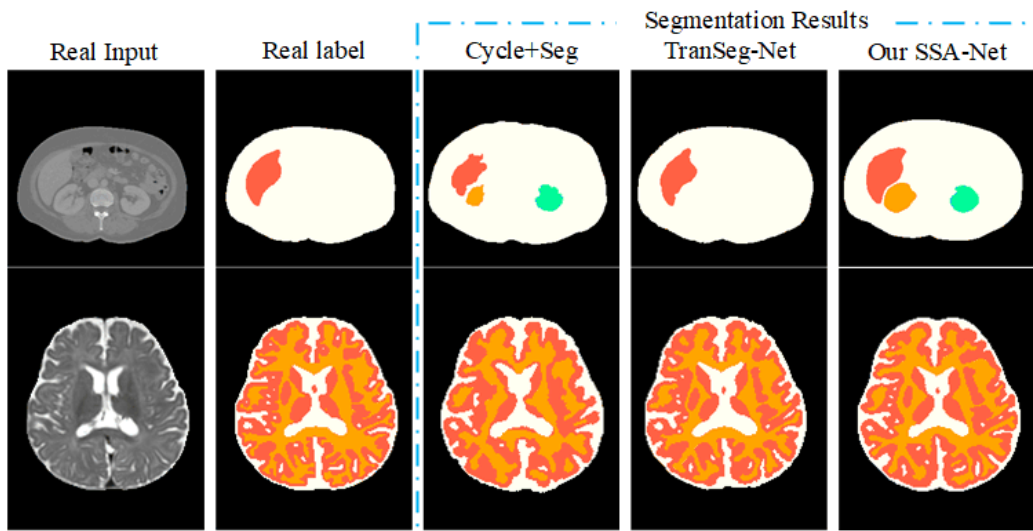 Segmentation Results
Real Input Real label Cycle+Seg TranSeg-Net Our SSA-Net